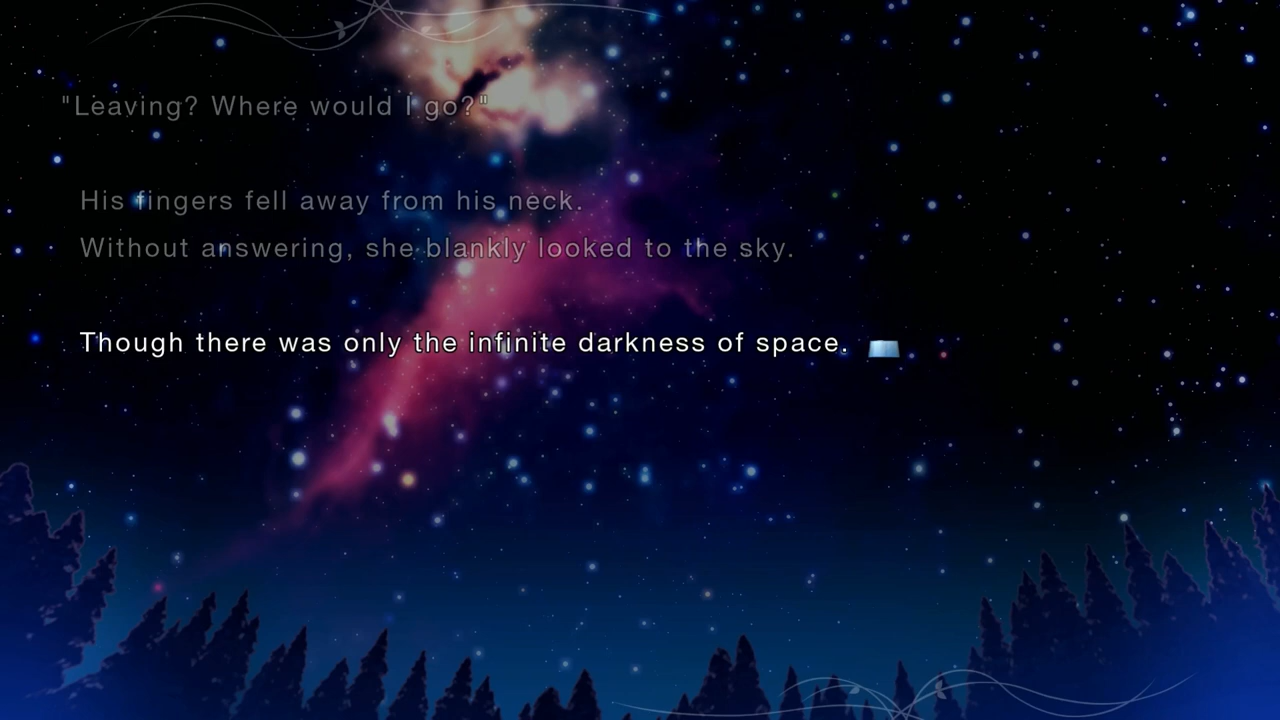 "Leaving? Where would I go?"
His fingers fell away from his neck.
Without answering, she blankly looked to the sky.
Though there was only the infinite darkness of space.